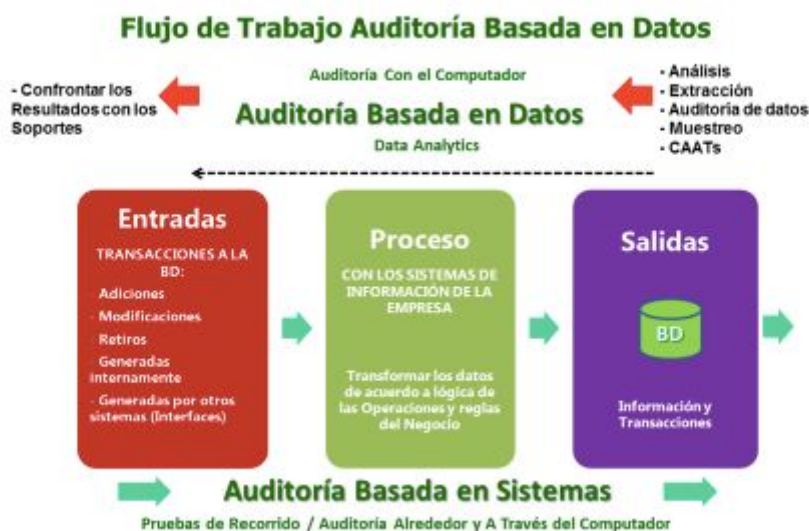 Flujo de Trabajo Auditoría Basada en Datos
- Confrontar los
Resultados con los
Soportes
Auditoría Con el Computador
Auditoría Basada en Datos
Data Analytics
- Análisis
- Extracción
- Auditoría de datos
- Muestreo
- CAATs
Entradas
TRANSACCIONES A LA
BD:
- Adiciones
- Modificaciones
- Retiros
- Generadas
internamente
- Generadas por otros
sistemas (Interfaces)
Proceso
CON LOS SISTEMAS DE
INFORMACIÓN DE LA
EMPRESA
Transformar los datos
de acuerdo a lógica de
las Operaciones y reglas
del Negocio
Salidas
BD
Información y
Transacciones
Auditoría Basada en Sistemas
Pruebas de Recorrido / Auditoría Alrededor y A Través del Computador